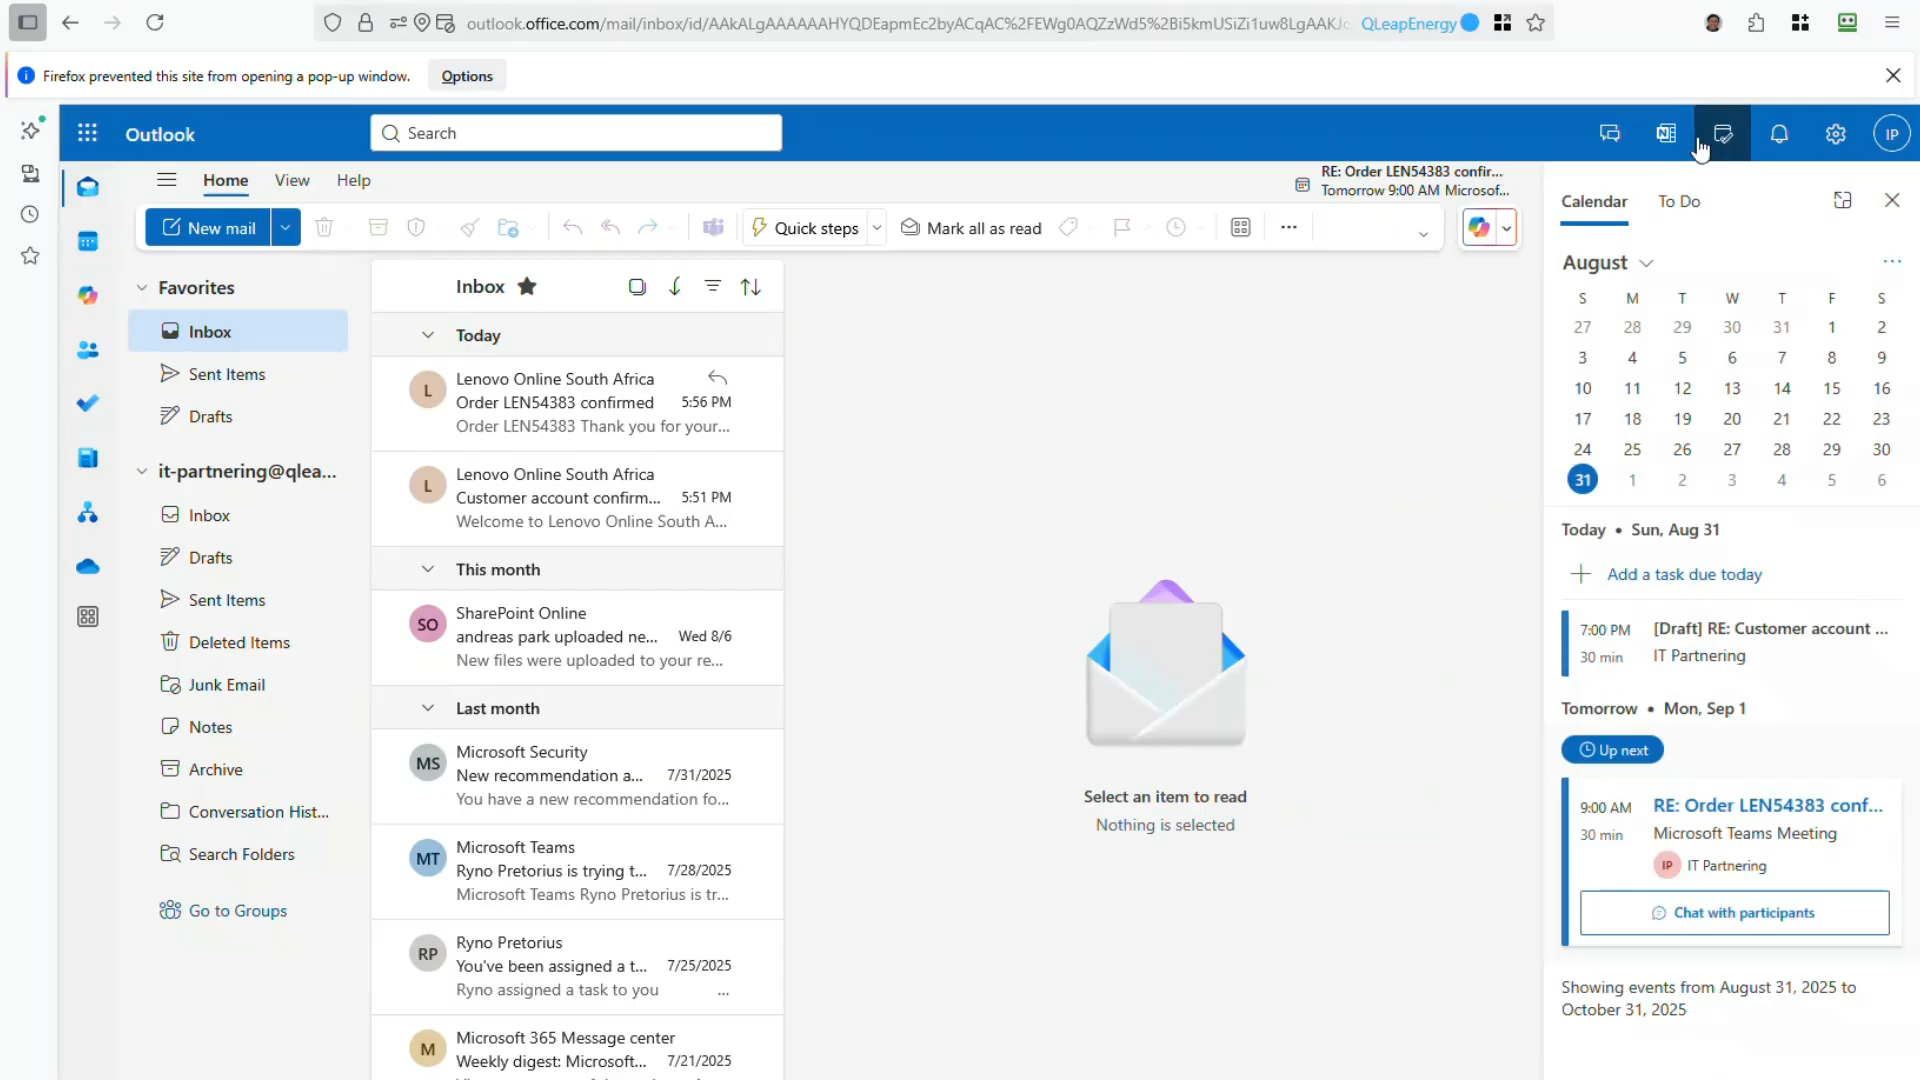 outlook.office.com/mail/inbox/id/AAkALgAAAAAAHYQDEapmEc2byACqAC%2FEWg0AQZzWd5%2Bi5kmUSiZi1uw8LgAAKJ
QLeapEnergy
Firefox prevented this site from opening a pop-up window.
Options
Outlook
Search
IP
Home
View
Help
RE: Order LEN54383 confir...
Tomorrow 9:00 AM Microsof...
New mail
Quick steps
Mark all as read
Favorites
Inbox
Sent Items
Drafts
it-partnering@qlea...
Inbox
Drafts
Sent Items
Deleted Items
Junk Email
Notes
Archive
Conversation Hist...
Search Folders
Go to Groups
Inbox
Today
L
Lenovo Online South Africa
Order LEN54383 confirmed 5:56 PM
Order LEN54383 Thank you for your...
L
Lenovo Online South Africa
Customer account confirm... 5:51 PM
Welcome to Lenovo Online South A...
This month
SO
SharePoint Online
andreas park uploaded ne... Wed 8/6
New files were uploaded to your re...
Last month
MS
Microsoft Security
New recommendation a... 7/31/2025
You have a new recommendation fo...
MT
Microsoft Teams
Ryno Pretorius is trying t... 7/28/2025
Microsoft Teams Ryno Pretorius is tr...
RP
Ryno Pretorius
You've been assigned a t... 7/25/2025
Ryno assigned a task to you ...
M
Microsoft 365 Message center
Weekly digest: Microsoft... 7/21/2025
Select an item to read
Nothing is selected
Calendar
To Do
August
S M T W T F S
27 28 29 30 31 1 2
3 4 5 6 7 8 9
10 11 12 13 14 15 16
17 18 19 20 21 22 23
24 25 26 27 28 29 30
31 1 2 3 4 5 6
Today • Sun, Aug 31
Add a task due today
7:00 PM [Draft] RE: Customer account ...
30 min IT Partnering
Tomorrow • Mon, Sep 1
Up next
9:00 AM RE: Order LEN54383 conf...
30 min Microsoft Teams Meeting
IP IT Partnering
Chat with participants
Showing events from August 31, 2025 to
October 31, 2025